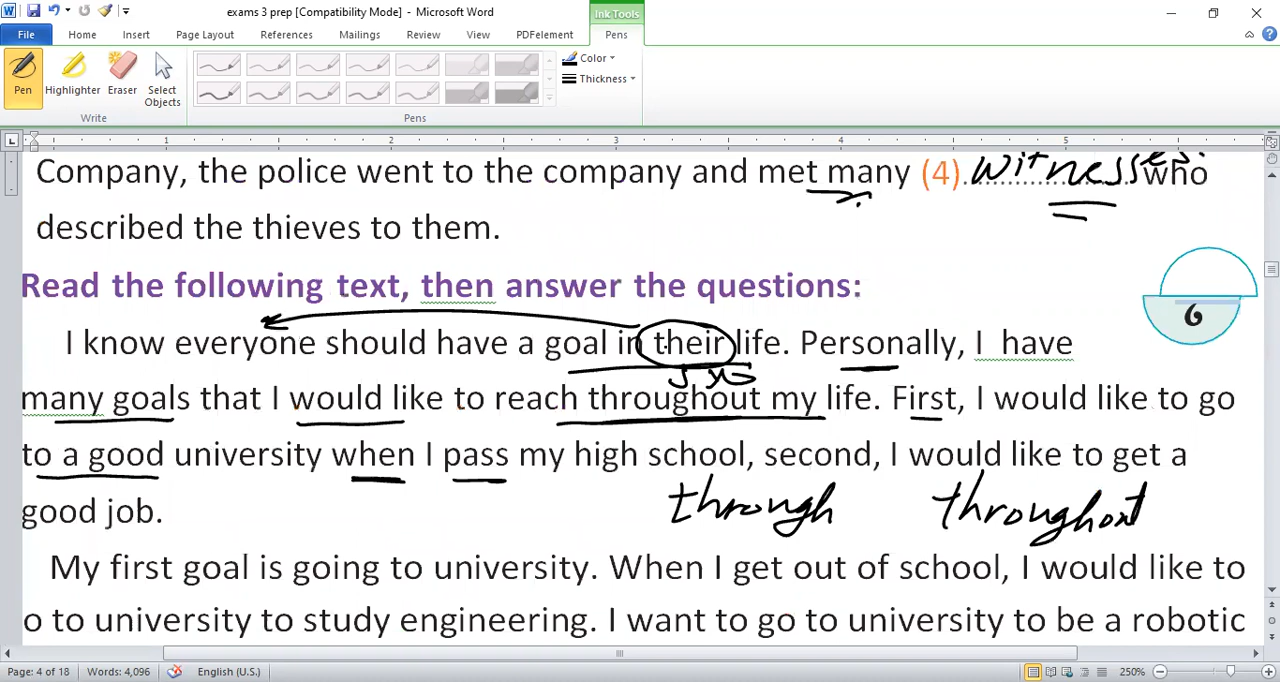 exams 3 prep [Compatibility Mode] - Microsoft Word
Ink Tools
File Home Insert Page Layout References Mailings Review View PDFelement Pens
Pen Highlighter Eraser Select Objects
Color
Thickness
Write Pens
1 2 3 4 5
Company, the police went to the company and met many (4) witnesses who
described the thieves to them.
Read the following text, then answer the questions:
6
I know everyone should have a goal in their life. Personally, I have
many goals that I would like to reach throughout my life. First, I would like to go
to a good university when I pass my high school, second, I would like to get a
good job.
through throughout
My first goal is going to university. When I get out of school, I would like to
o to university to study engineering. I want to go to university to be a robotic
Page: 4 of 18 Words: 4,096 English (U.S.) 250%